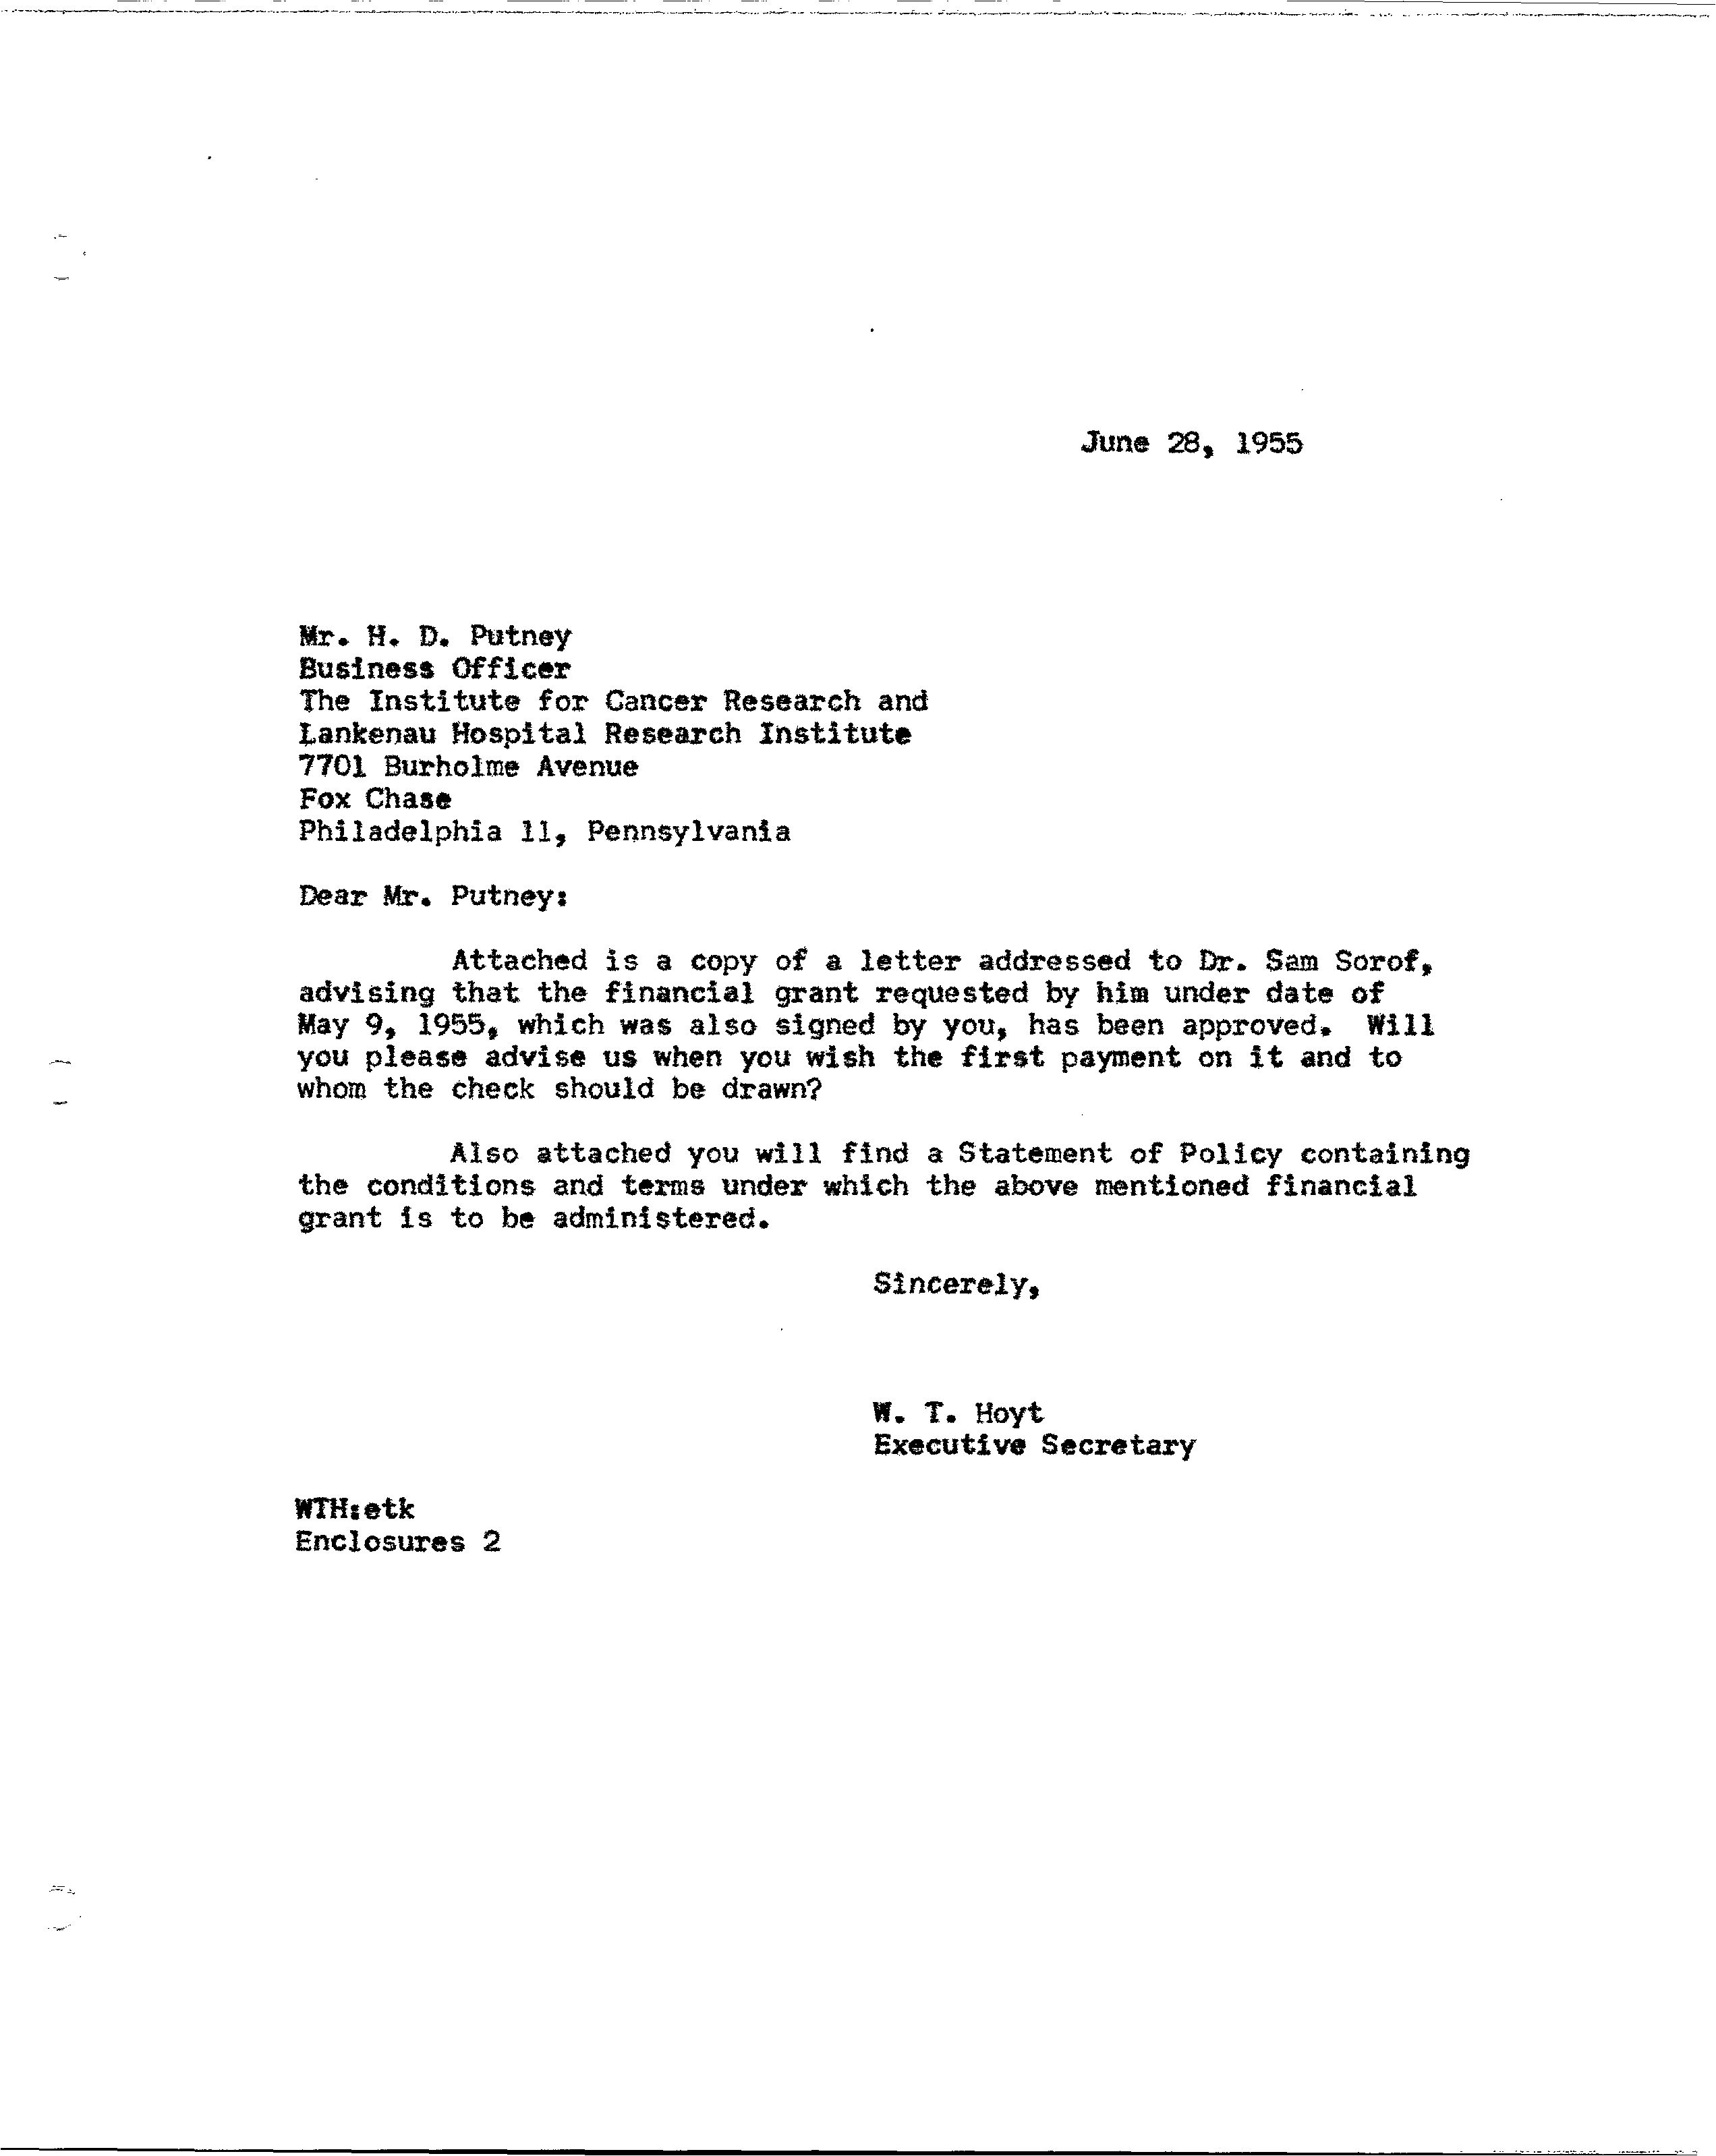 June 28, 1955
Mr. H. D. Putney
Business Officer
The Institute for Cancer Research and
Lankenau Hospital Research Institute
7701 Burholme Avenue
Fox Chase
Philadelphia 11, Pennsylvania
Dear Mr. Putney:
Attached is a copy of a letter addressed to Dr. Sam Sorof,
advising that the financial grant requested by him under date of
May 9, 1955, which was also signed by you, has been approved. Will
you please advise us when you wish the first payment on it and to
whom the check should be drawn?
Also attached you will find a Statement of Policy containing
the conditions and terms under which the above mentioned financial
grant is to be administered.
Sincerely,
W. T. Hoyt
Executive Secretary
WTH:etk
Enclosures 2